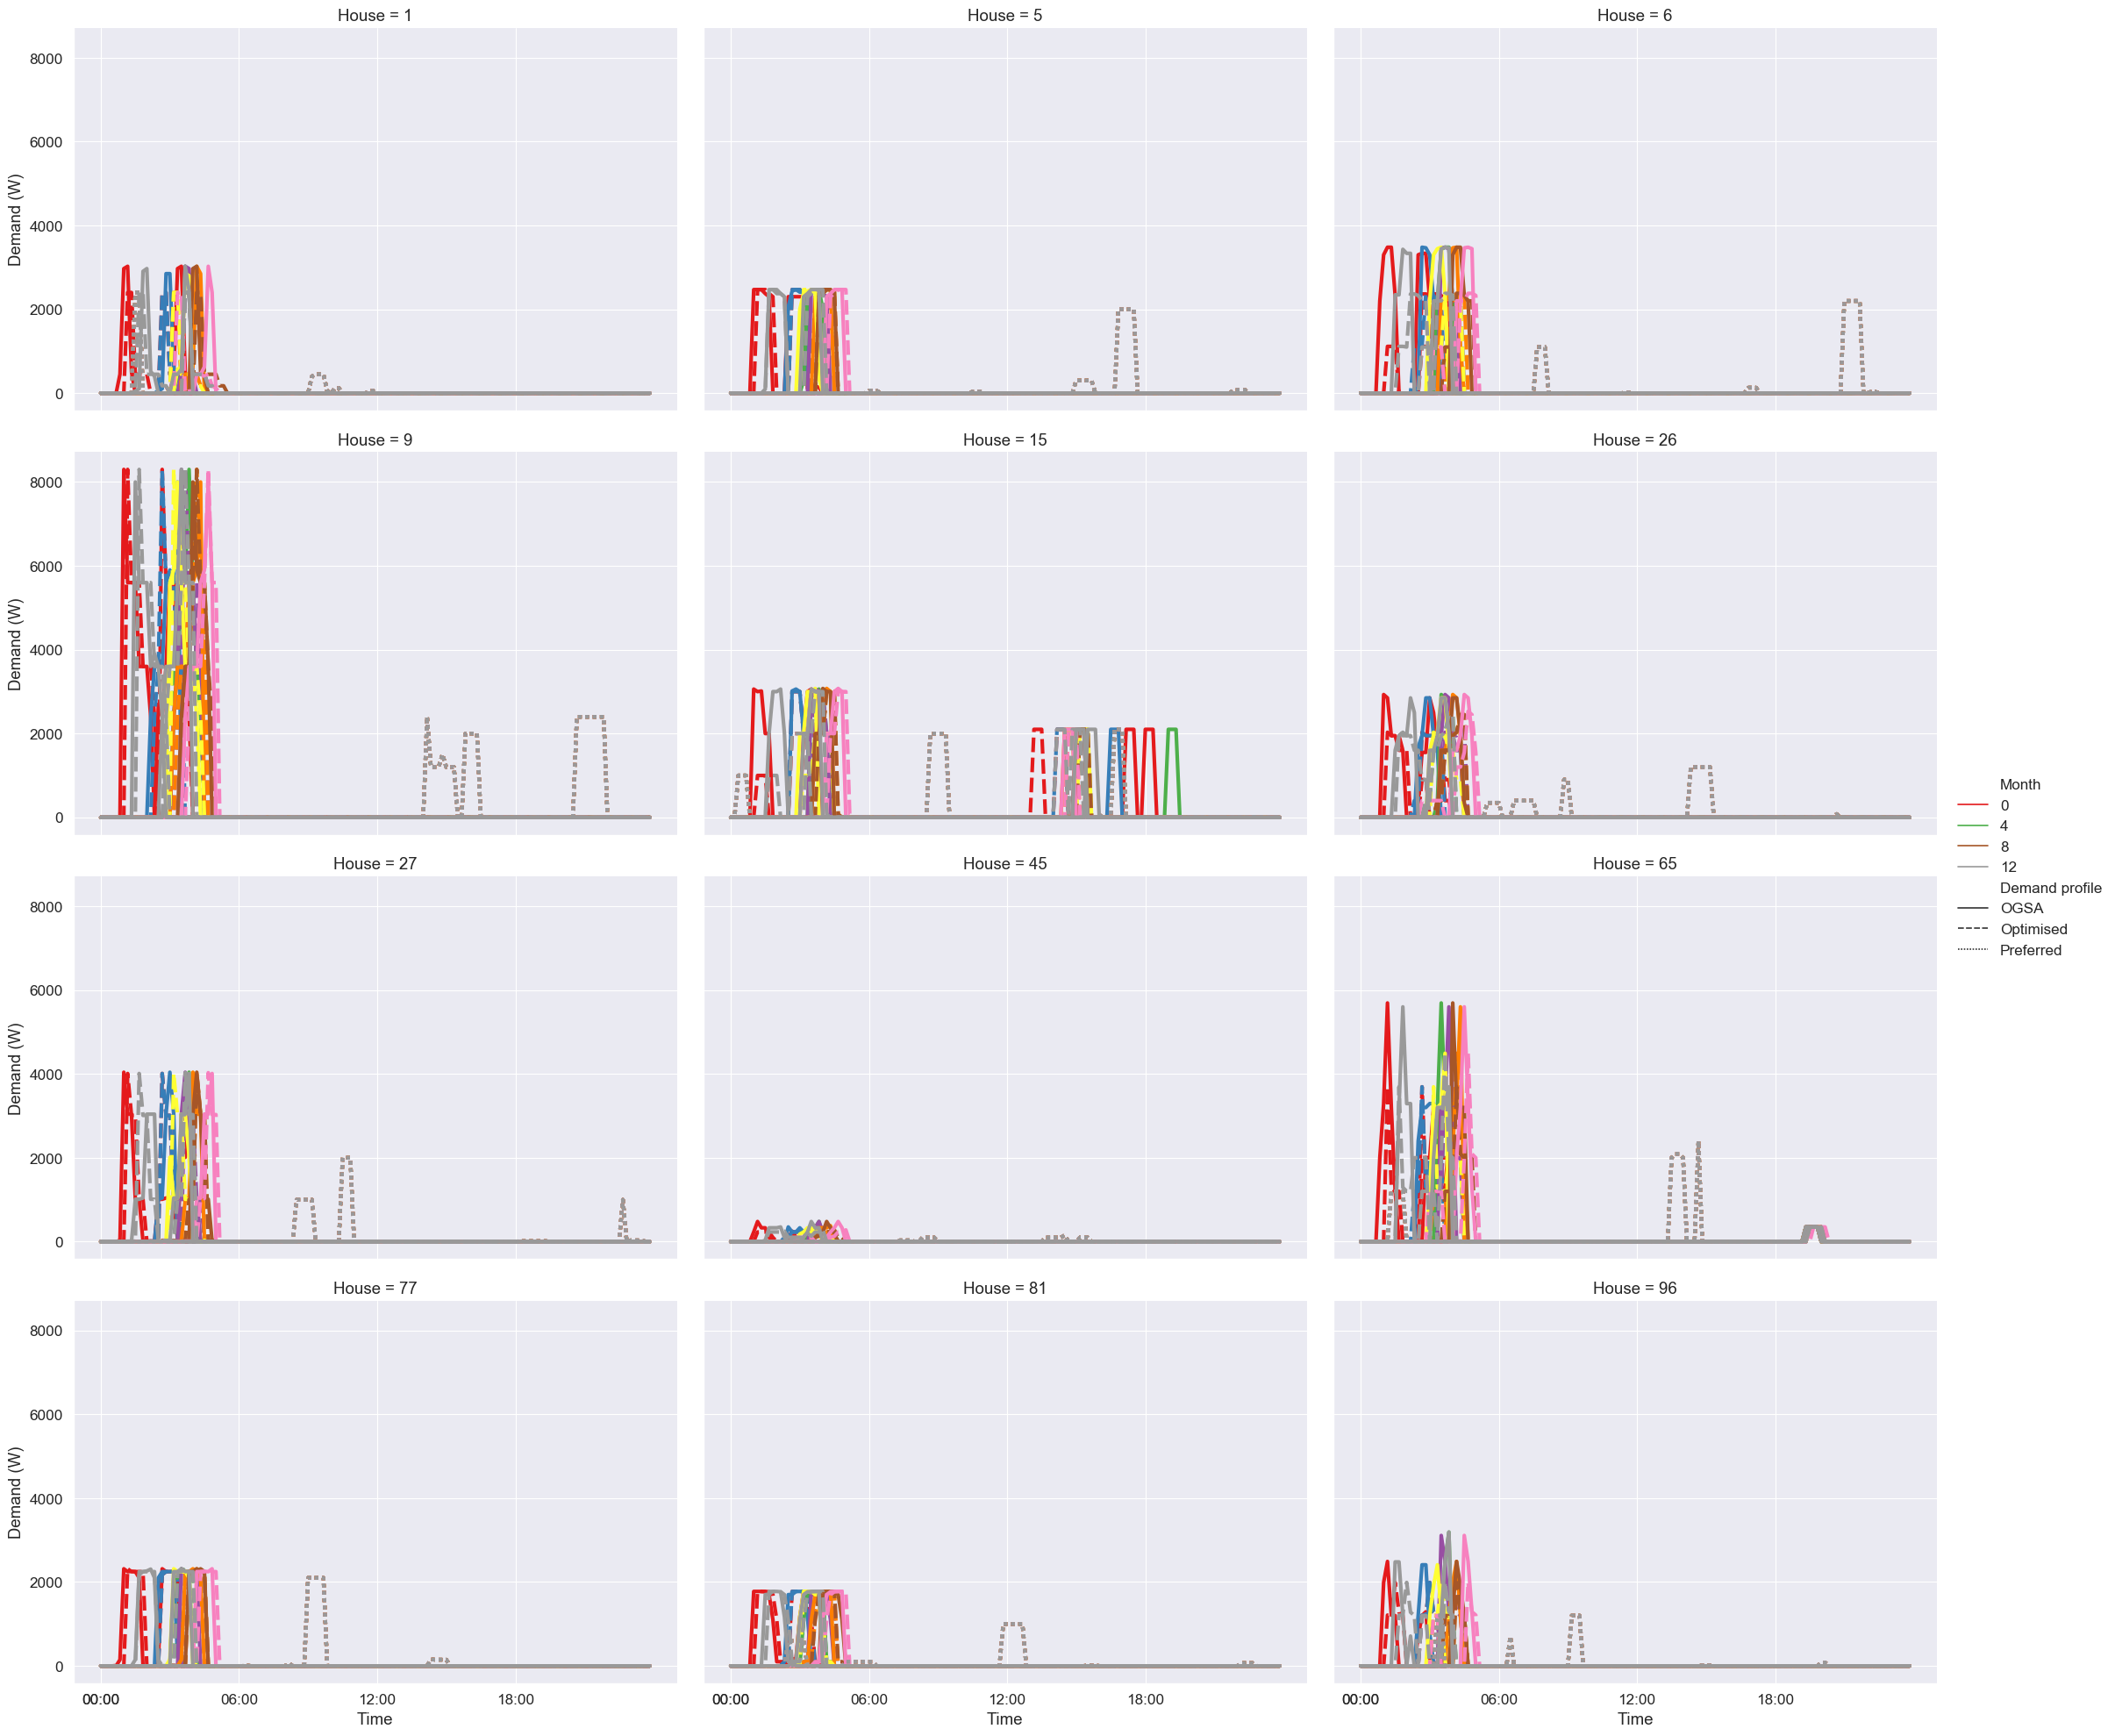 House = 1
House = 5
House = 6
8000
6000
4000
2000
0
Demand (W)
House = 9
House = 15
House = 26
8000
6000
4000
2000
0
Demand (W)
House = 27
House = 45
House = 65
8000
6000
4000
2000
0
Demand (W)
House = 77
House = 81
House = 96
8000
6000
4000
2000
0
Demand (W)
00:00 06:00 12:00 18:00
00:00 06:00 12:00 18:00
00:00 06:00 12:00 18:00
Time
Time
Time
Month
0
4
8
12
Demand profile
OGSA
Optimised
Preferred